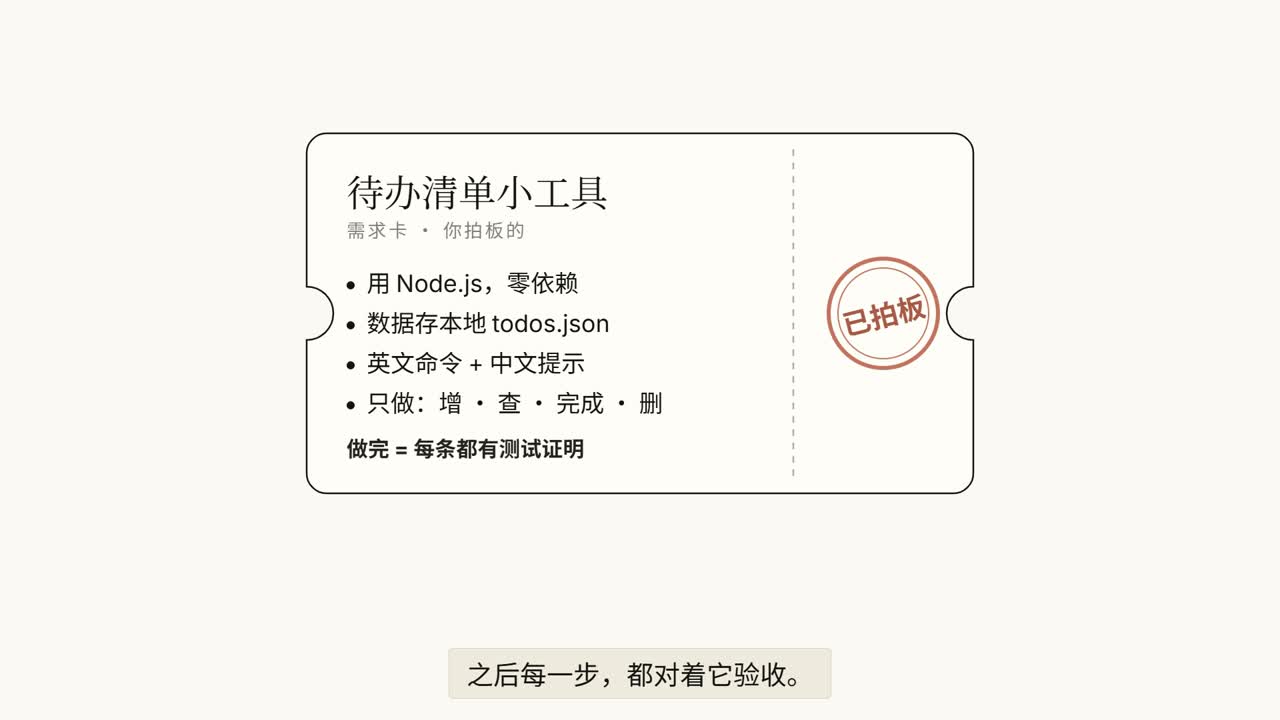 待办清单小工具
需求卡 · 你拍板的
用 Node.js，零依赖
数据存本地 todos.json
英文命令 + 中文提示
只做：增 · 查 · 完成 · 删
做完 = 每条都有测试证明
已拍板
之后每一步，都对着它验收。